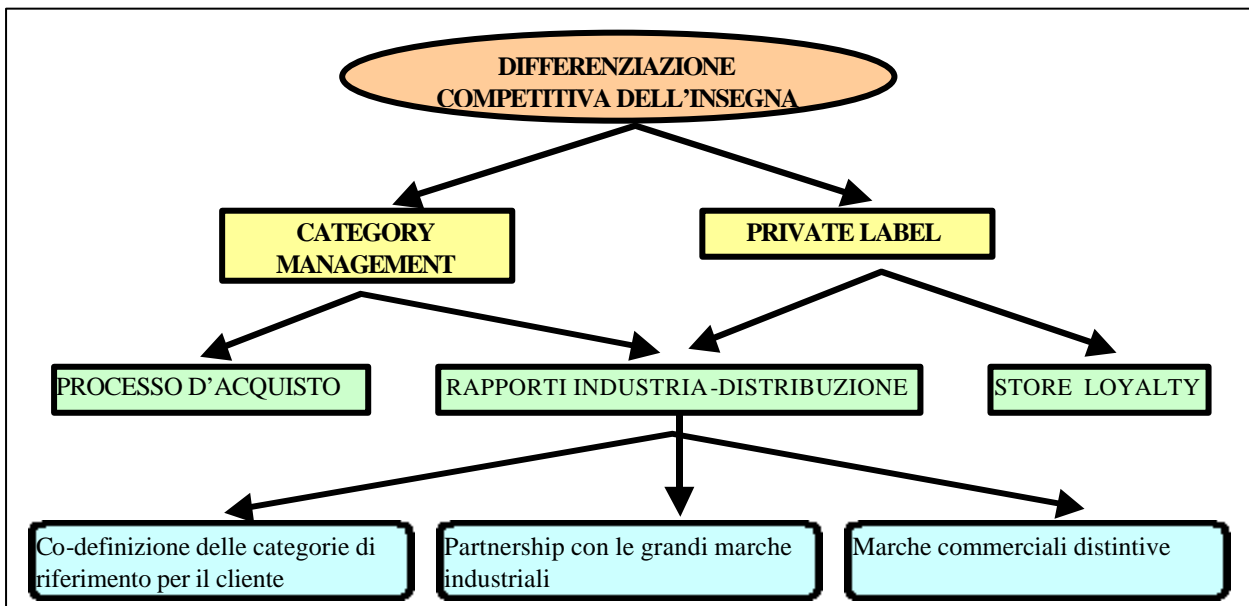 DIFFERENZIAZIONE
COMPETITIVA DELL'INSEGNA
CATEGORY
MANAGEMENT
PRIVATE LABEL
PROCESSO D'ACQUISTO
RAPPORTI INDUSTRIA-DISTRIBUZIONE
STORE LOYALTY
Co-definizione delle categorie di
riferimento per il cliente
Partnership con le grandi marche
industriali
Marche commerciali distintive